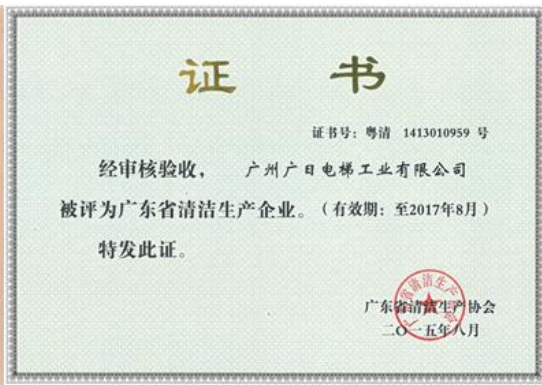 证 书
证书号：粤清 1413010959 号
经审核验收， 广州广日电梯工业有限公司
被评为广东省清洁生产企业。（有效期：至2017年8月）
特发此证。
广东省清洁生产协会
二〇一五年八月